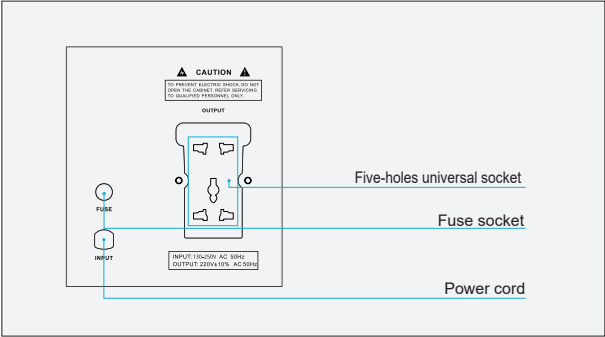 CAUTION
TO PREVENT ELECTRIC SHOCK, DO NOT
OPEN THE CABINET, REFER SERVICING
TO QUALIFIED PERSONNEL ONLY.
OUTPUT
Five-holes universal socket
FUSE
Fuse socket
INPUT
INPUT:130-250V AC 50Hz
OUTPUT: 220V±10% AC 50Hz
Power cord